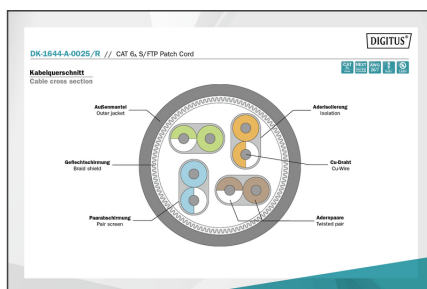 DIGITUS®
DK-1644-A-0025/R // CAT 6A S/FTP Patch Cord
Kabelquerschnitt
Cable cross section
Außenmantel
Outer jacket
Aderisolierung
Isolation
Geflechtschirmung
Braid shield
Cu-Draht
Cu-Wire
Paarabschirmung
Pair screen
Adernpaare
Twisted pair